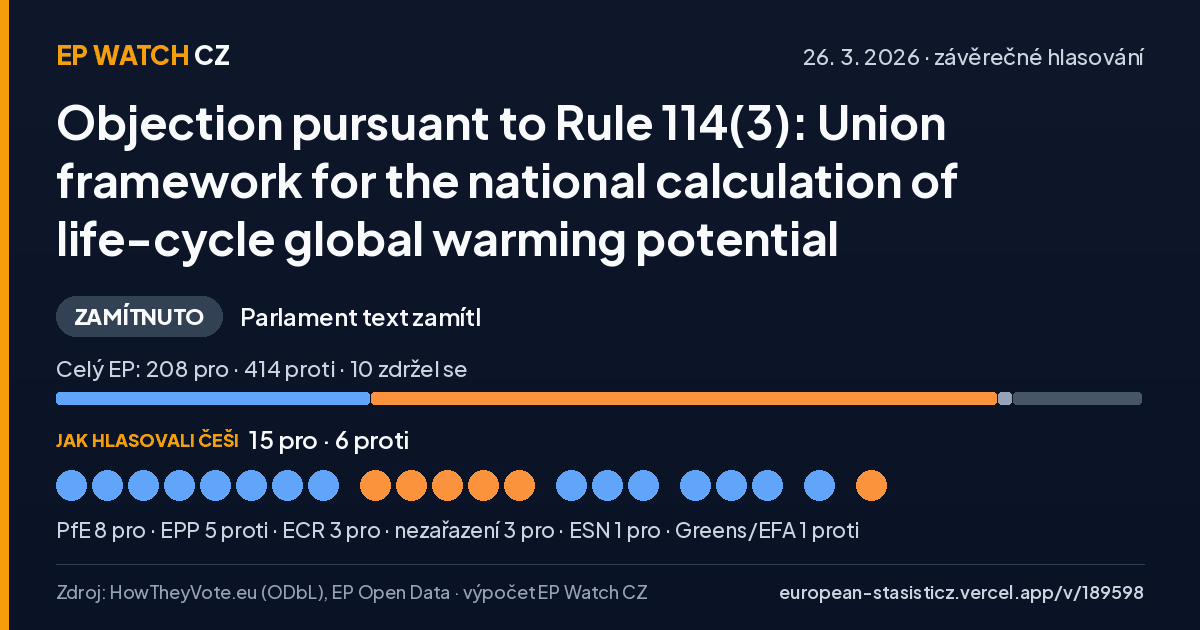 EP WATCH CZ
26. 3. 2026 · závěrečné hlasování
Objection pursuant to Rule 114(3): Union
framework for the national calculation of
life-cycle global warming potential
ZAMÍTNUTO Parlament text zamítl
Celý EP: 208 pro · 414 proti · 10 zdržel se
JAK HLASOVALI ČEŠI 15 pro · 6 proti
PfE 8 pro · EPP 5 proti · ECR 3 pro · nezařazení 3 pro · ESN 1 pro · Greens/EFA 1 proti
Zdroj: HowTheyVote.eu (ODbL), EP Open Data · výpočet EP Watch CZ
european-stasisticz.vercel.app/v/189598